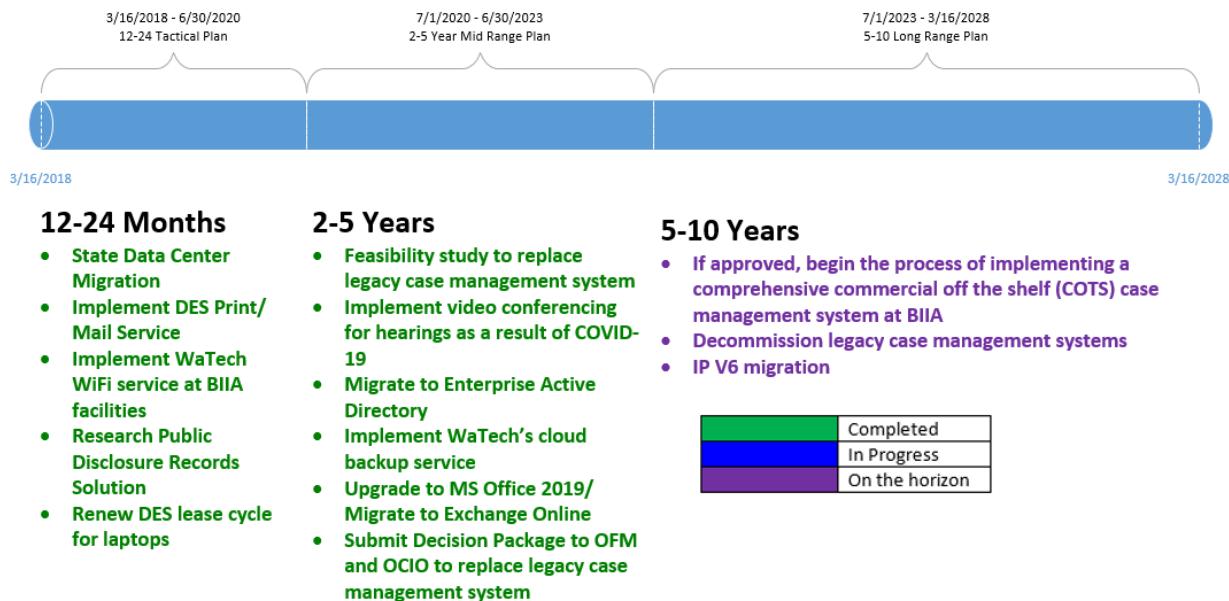 3/16/2018 - 6/30/2020
12-24 Tactical Plan
7/1/2020 - 6/30/2023
2-5 Year Mid Range Plan
7/1/2023 - 3/16/2028
5-10 Long Range Plan
3/16/2018
3/16/2028
12-24 Months
• State Data Center
Migration
• Implement DES Print/
Mail Service
• Implement WaTech
WiFi service at BIIA
facilities
• Research Public
Disclosure Records
Solution
• Renew DES lease cycle
for laptops
2-5 Years
• Feasibility study to replace
legacy case management system
• Implement video conferencing
for hearings as a result of COVID-
19
• Migrate to Enterprise Active
Directory
• Implement WaTech's cloud
backup service
• Upgrade to MS Office 2019/
Migrate to Exchange Online
• Submit Decision Package to OFM
and OCIO to replace legacy case
management system
5-10 Years
• If approved, begin the process of implementing a
comprehensive commercial off the shelf (COTS) case
management system at BIIA
• Decommission legacy case management systems
• IP V6 migration
Completed
In Progress
On the horizon